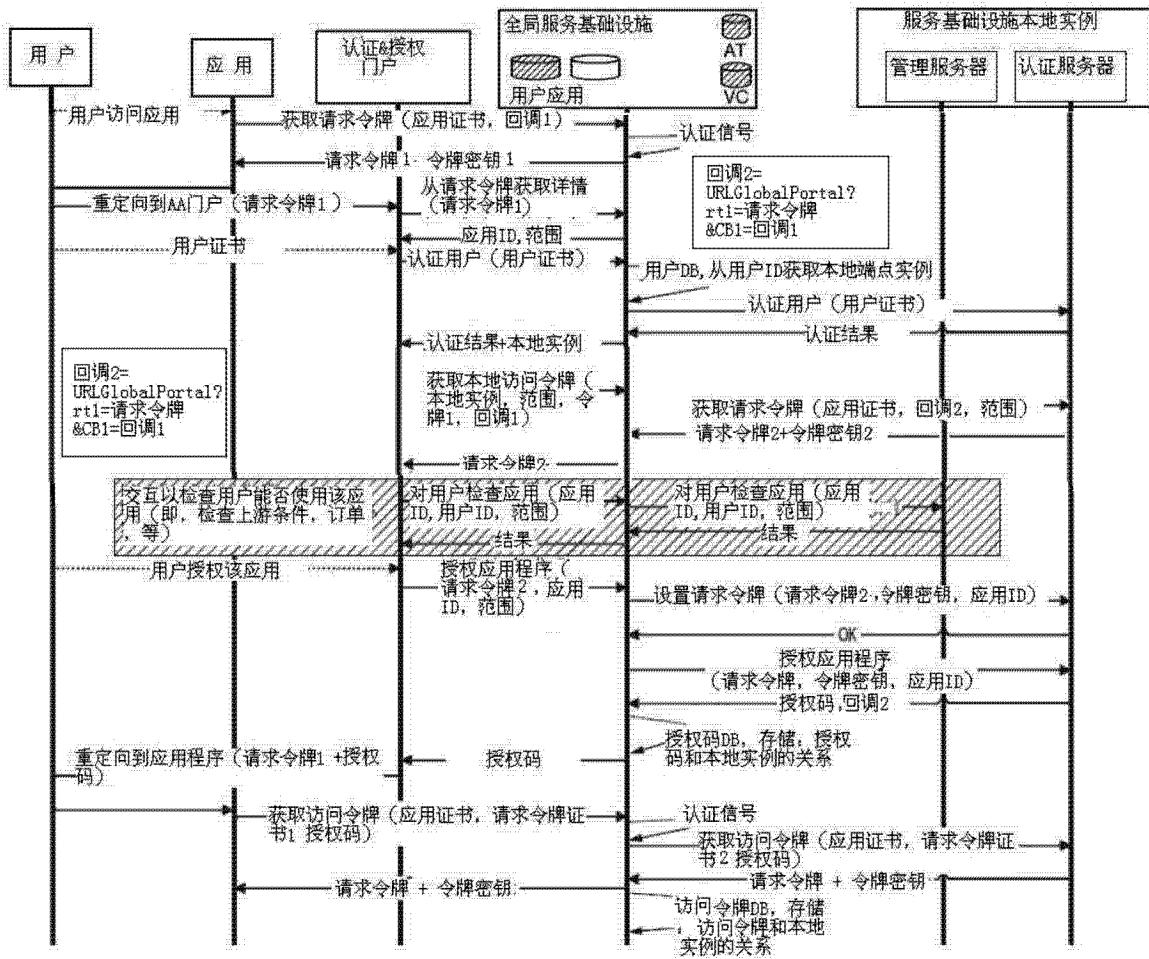 用 户
应 用
认证&授权
门户
全局服务基础设施
AT
VC
用户应用
服务基础设施本地实例
管理服务器
认证服务器
用户访问应用
获取请求令牌（应用证书，回调1）
认证信号
请求令牌1 令牌密钥1
回调2=
URLGlobalPortal?
rt1=请求令牌
&CB1=回调1
重定向到AA门户（请求令牌1）
从请求令牌获取详情
（请求令牌1）
应用ID,范围
用户证书
认证用户（用户证书）
用户DB,从用户ID获取本地端点实例
认证用户（用户证书）
认证结果
认证结果+本地实例
回调2=
URLGlobalPortal?
rt1=请求令牌
&CB1=回调1
获取本地访问令牌（
本地实例，范围，令
牌1，回调1）
获取请求令牌（应用证书，回调2，范围）
请求令牌2+令牌密钥2
请求令牌2
交互以检查用户能否使用该应
用（即，检查上游条件，订单
，等）
对用户检查应用（应用
ID,用户ID，范围）
对用户检查应用（应用
ID,用户ID，范围）
结果
结果
用户授权该应用
授权应用程序（
请求令牌2，应用
ID，范围）
设置请求令牌（请求令牌2,令牌密钥，应用ID）
OK
授权应用程序
（请求令牌，令牌密钥，应用ID）
授权码,回调2
授权码DB，存储：授权
码和本地实例的关系
授权码
重定向到应用程序（请求令牌1 +授权
码）
获取访问令牌（应用证书，请求令牌证
书1 授权码）
认证信号
获取访问令牌（应用证书，请求令牌证
书2 授权码）
请求令牌 + 令牌密钥
请求令牌 + 令牌密钥
访问令牌DB，存储
：访问令牌和本地
实例的关系